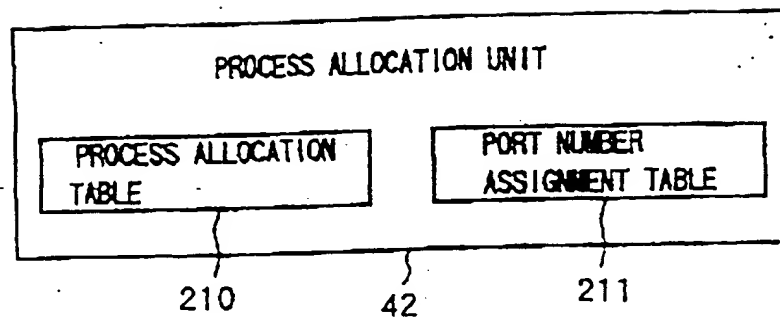 PROCESS ALLOCATION UNIT
PROCESS ALLOCATION
TABLE
PORT NUMBER
ASSIGNMENT TABLE
210
42
211